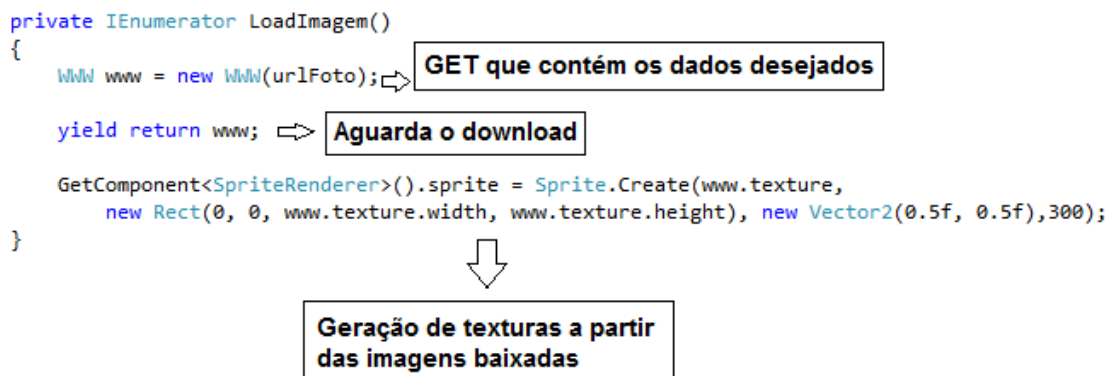 private IEnumerator LoadImagem()
{
WWW www = new WWW(urlFoto);
GET que contém os dados desejados
yield return www;
Aguarda o download
GetComponent<SpriteRenderer>().sprite = Sprite.Create(www.texture,
new Rect(0, 0, www.texture.width, www.texture.height), new Vector2(0.5f, 0.5f),300);
}
Geração de texturas a partir
das imagens baixadas